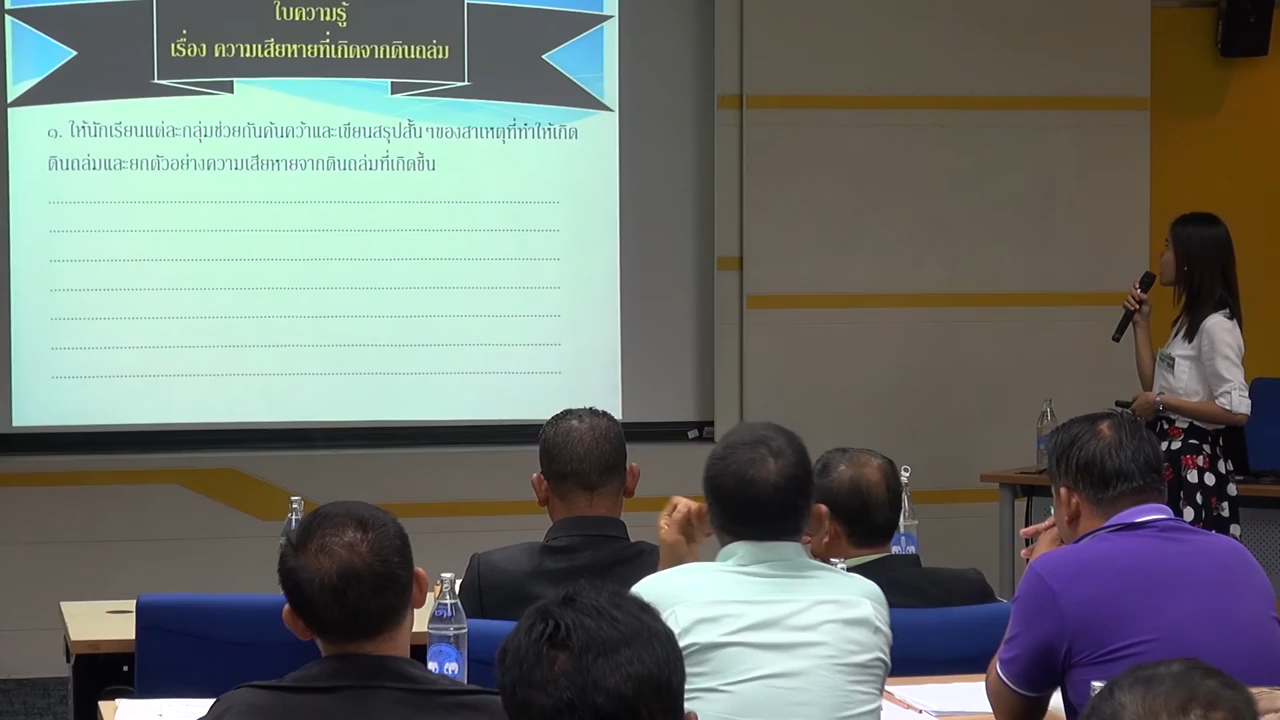 ใบความรู้
เรื่อง ความเสียหายที่เกิดจากดินถล่ม
๑. ให้นักเรียนแต่ละกลุ่มช่วยกันค้นคว้าและเขียนสรุปสั้นๆของสาเหตุที่ทำให้เกิด
ดินถล่มและยกตัวอย่างความเสียหายจากดินถล่มที่เกิดขึ้น